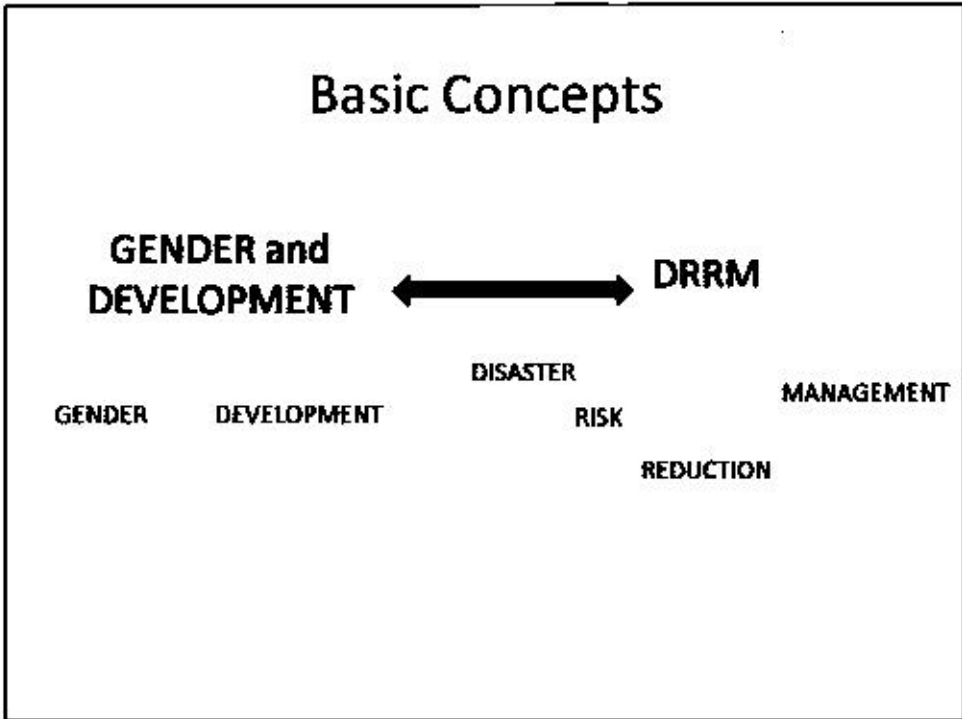 Basic Concepts
GENDER and
DEVELOPMENT
DRRM
DISASTER
MANAGEMENT
GENDER
DEVELOPMENT
RISK
REDUCTION